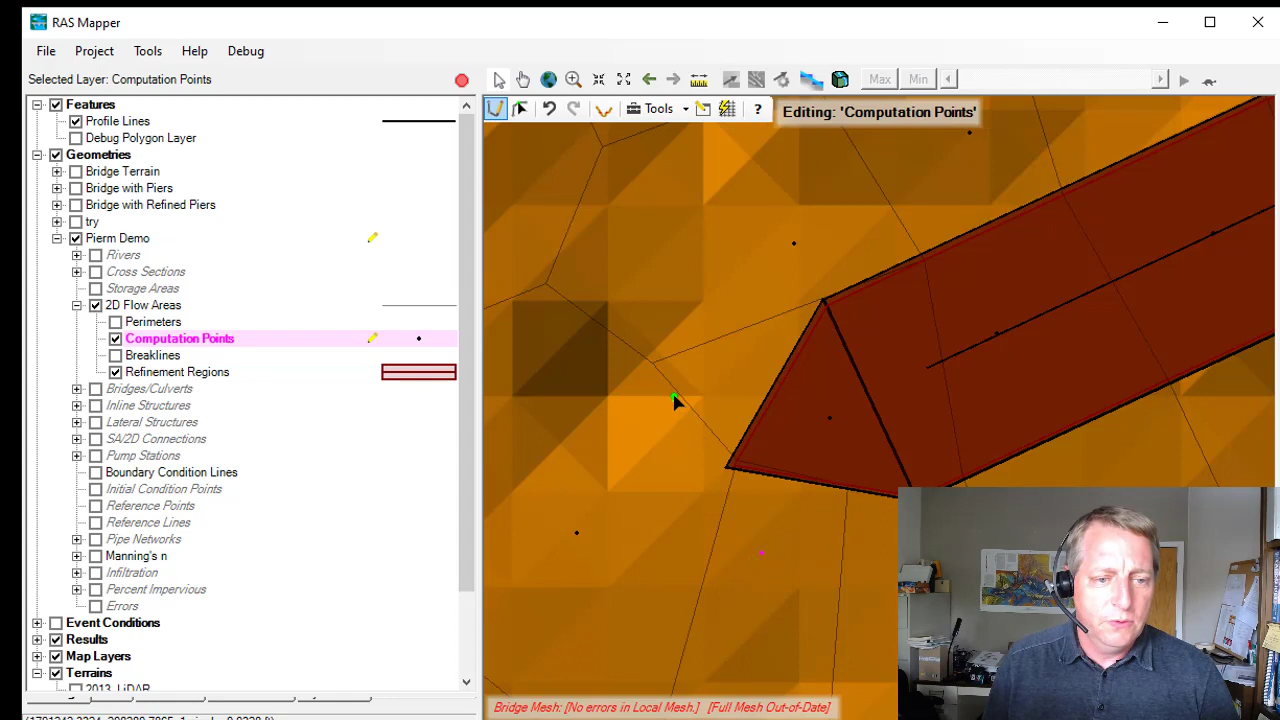 RAS Mapper
File Project Tools Help Debug
Selected Layer: Computation Points
Max Min
Features
Profile Lines
Debug Polygon Layer
Geometries
Bridge Terrain
Bridge with Piers
Bridge with Refined Piers
try
Pierm Demo
Rivers
Cross Sections
Storage Areas
2D Flow Areas
Perimeters
Computation Points
Breaklines
Refinement Regions
Bridges/Culverts
Inline Structures
Lateral Structures
SA/2D Connections
Pump Stations
Boundary Condition Lines
Initial Condition Points
Reference Points
Reference Lines
Pipe Networks
Manning's n
Infiltration
Percent Impervious
Errors
Event Conditions
Results
Map Layers
Terrains
2013_LiDAR
Tools ?
Editing: 'Computation Points'
Bridge Mesh: [No errors in Local Mesh.] [Full Mesh Out-of-Date]